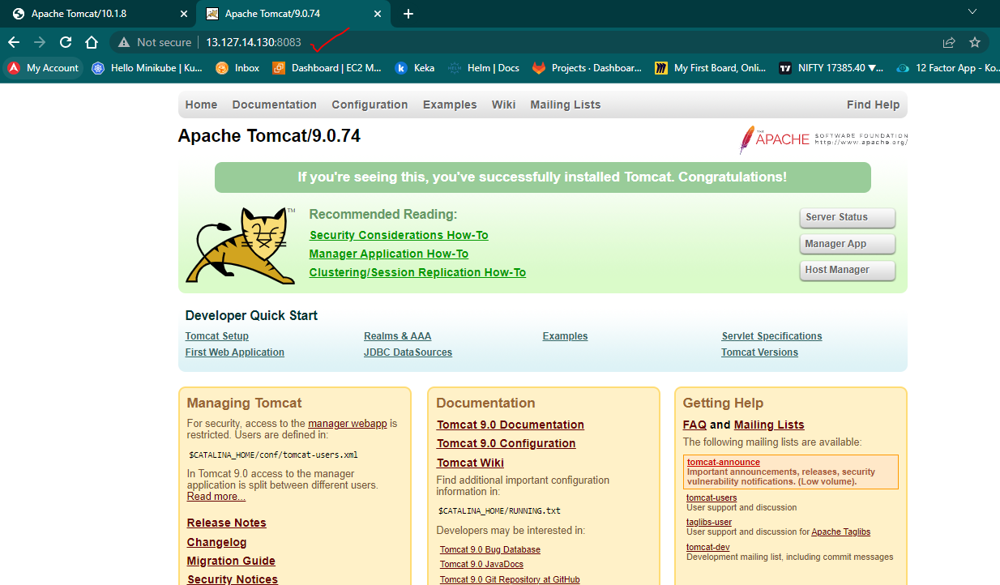 Apache Tomcat/10.1.8
Apache Tomcat/9.0.74
Not secure
13.127.14.130:8083
My Account
Hello Minikube | Ku...
Inbox
Dashboard | EC2 M...
Keka
Helm | Docs
Projects · Dashboar...
My First Board, Onli...
NIFTY 17385.40 ▼...
12 Factor App - Ko...
Home
Documentation
Configuration
Examples
Wiki
Mailing Lists
Find Help
Apache Tomcat/9.0.74
THE APACHE SOFTWARE FOUNDATION
http://www.apache.org/
If you're seeing this, you've successfully installed Tomcat. Congratulations!
TM
Recommended Reading:
Security Considerations How-To
Manager Application How-To
Clustering/Session Replication How-To
Server Status
Manager App
Host Manager
Developer Quick Start
Tomcat Setup
First Web Application
Realms & AAA
JDBC DataSources
Examples
Servlet Specifications
Tomcat Versions
Managing Tomcat
For security, access to the manager webapp is
restricted. Users are defined in:
$CATALINA_HOME/conf/tomcat-users.xml
In Tomcat 9.0 access to the manager
application is split between different users.
Read more...
Release Notes
Changelog
Migration Guide
Security Notices
Documentation
Tomcat 9.0 Documentation
Tomcat 9.0 Configuration
Tomcat Wiki
Find additional important configuration
information in:
$CATALINA_HOME/RUNNING.txt
Developers may be interested in:
Tomcat 9.0 Bug Database
Tomcat 9.0 JavaDocs
Tomcat 9.0 Git Repository at GitHub
Getting Help
FAQ and Mailing Lists
The following mailing lists are available:
tomcat-announce
Important announcements, releases, security
vulnerability notifications. (Low volume).
tomcat-users
User support and discussion
taglibs-user
User support and discussion for Apache Taglibs
tomcat-dev
Development mailing list, including commit messages